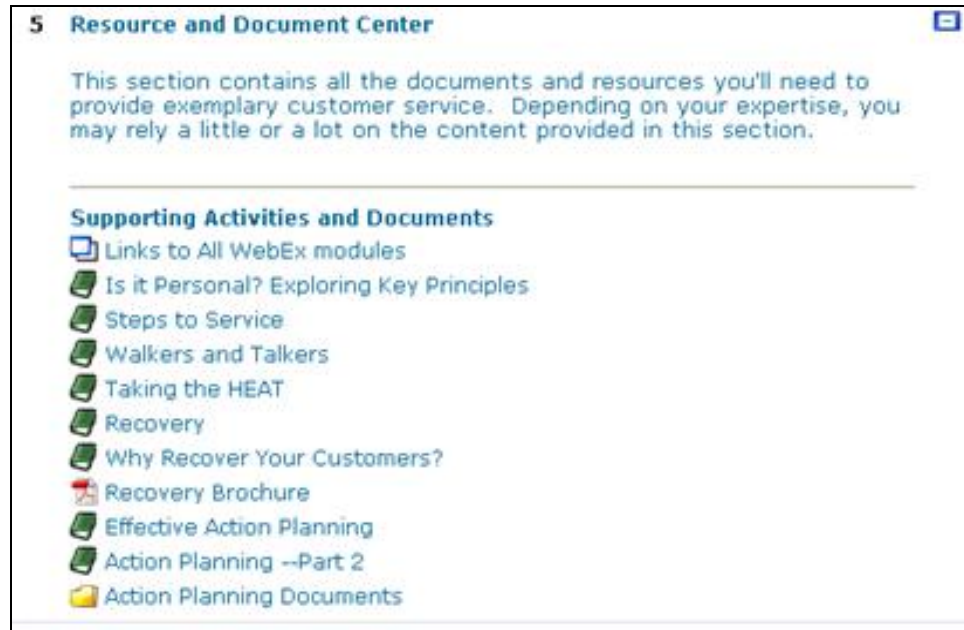 5 Resource and Document Center
This section contains all the documents and resources you'll need to
provide exemplary customer service. Depending on your expertise, you
may rely a little or a lot on the content provided in this section.
Supporting Activities and Documents
Links to All WebEx modules
Is it Personal? Exploring Key Principles
Steps to Service
Walkers and Talkers
Taking the HEAT
Recovery
Why Recover Your Customers?
Recovery Brochure
Effective Action Planning
Action Planning --Part 2
Action Planning Documents